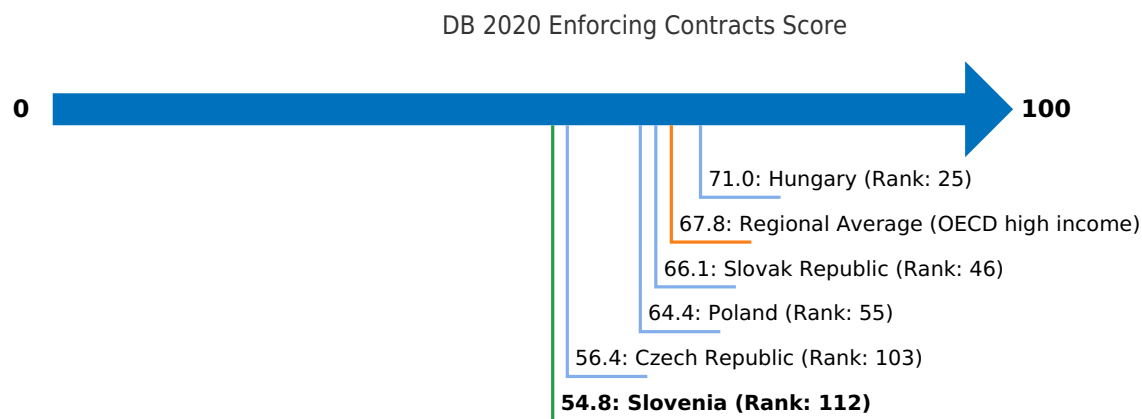 DB 2020 Enforcing Contracts Score
0
100
71.0: Hungary (Rank: 25)
67.8: Regional Average (OECD high income)
66.1: Slovak Republic (Rank: 46)
64.4: Poland (Rank: 55)
56.4: Czech Republic (Rank: 103)
54.8: Slovenia (Rank: 112)